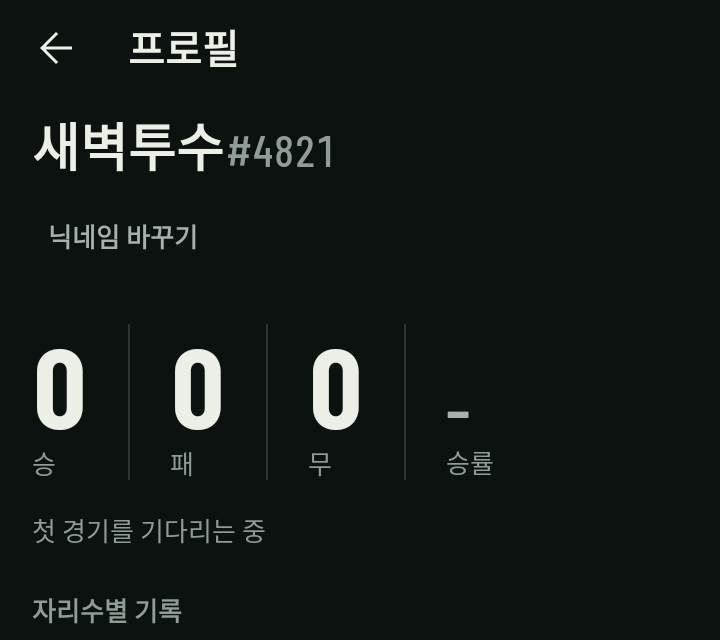 프로필
새벽투수#4821
닉네임 바꾸기
0 0 0 -
승 패 무 승률
첫 경기를 기다리는 중
자리수별 기록